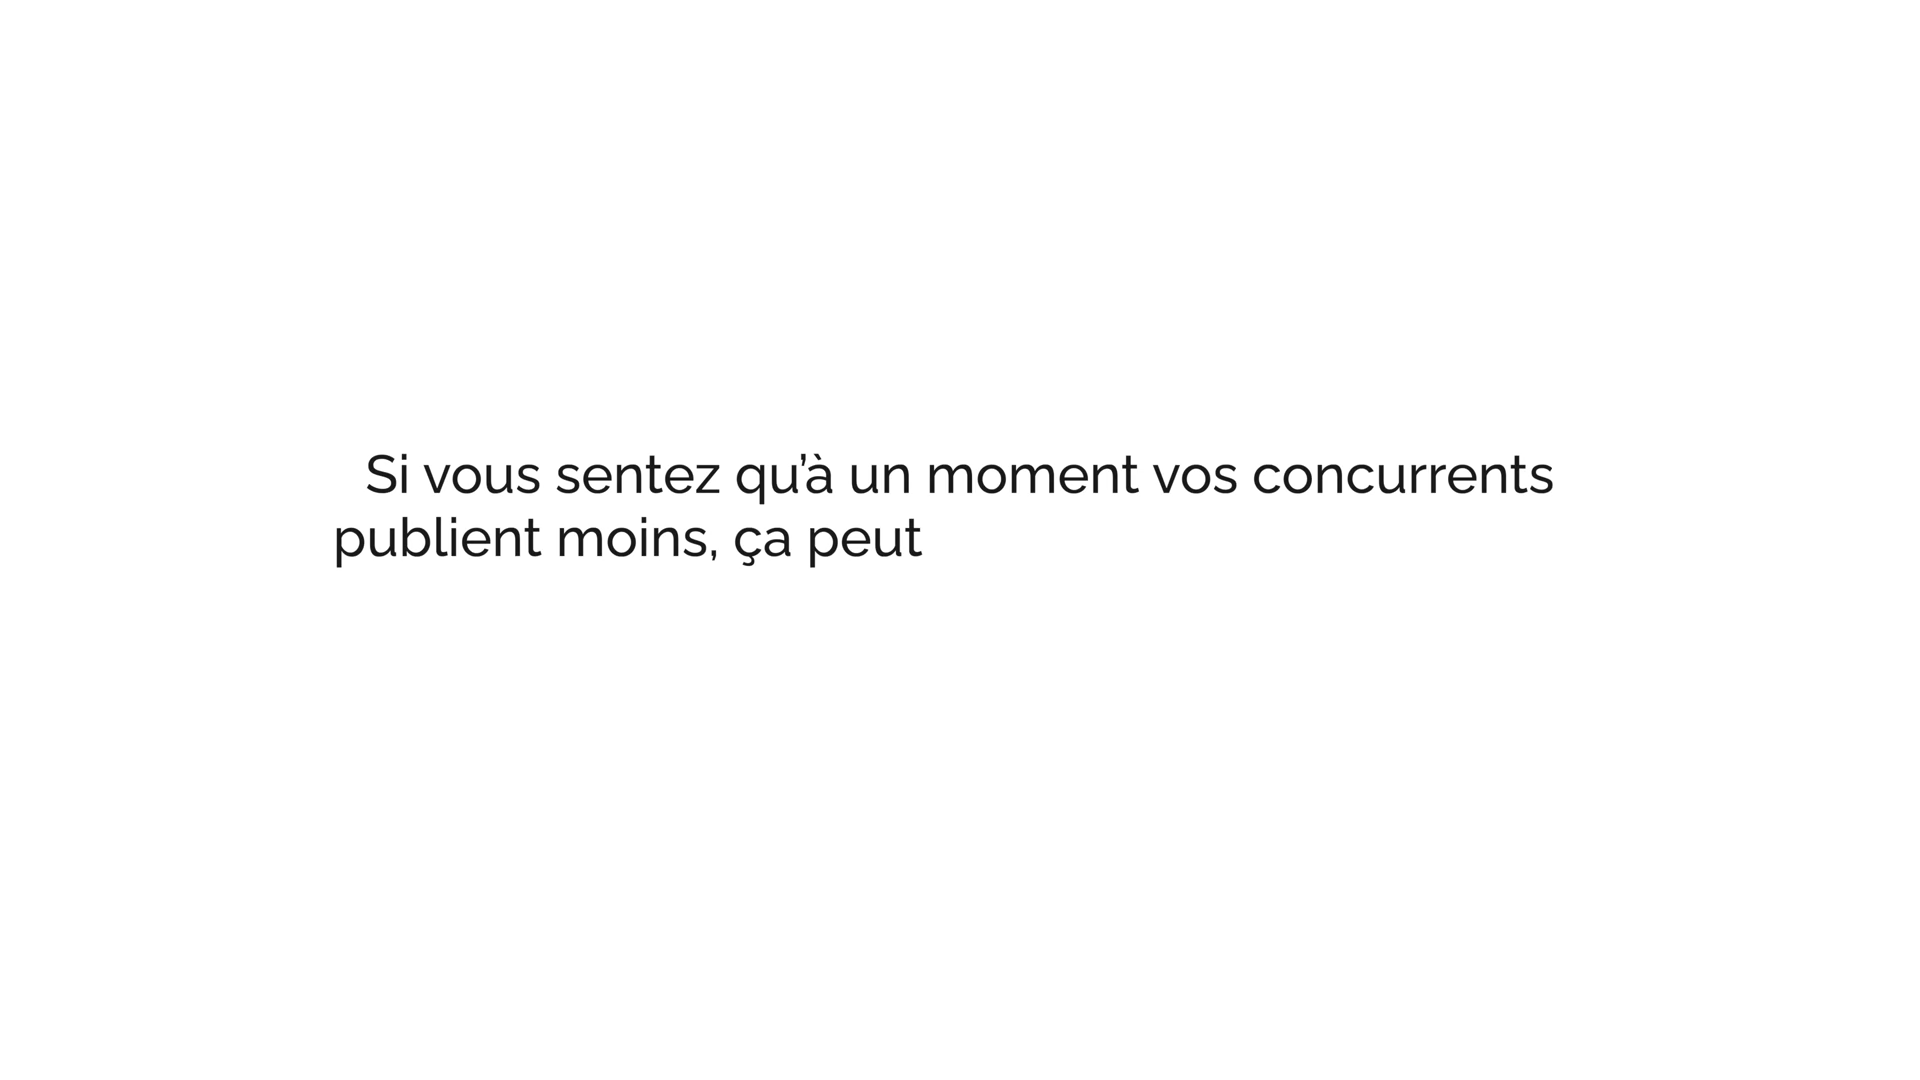 Si vous sentez qu’à un moment vos concurrents
publient moins, ça peut